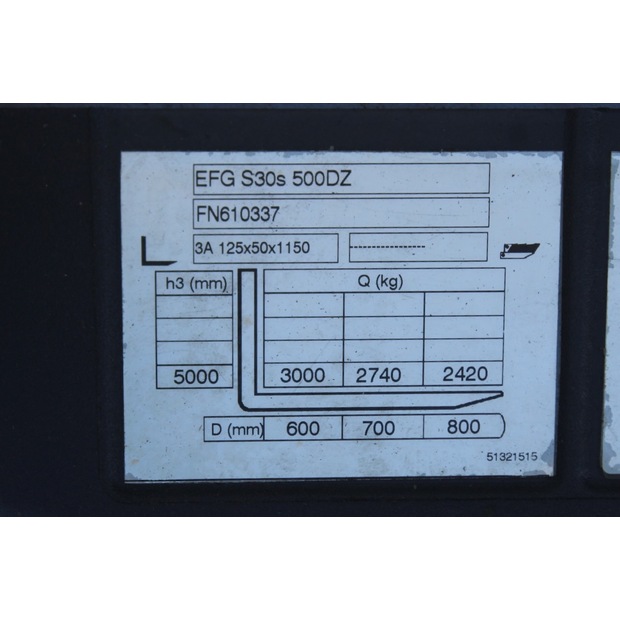 EFG S30s 500DZ
FN610337
3A 125x50x1150 ---------------
h3 (mm) Q (kg)
5000 3000 2740 2420
D (mm) 600 700 800
51321515